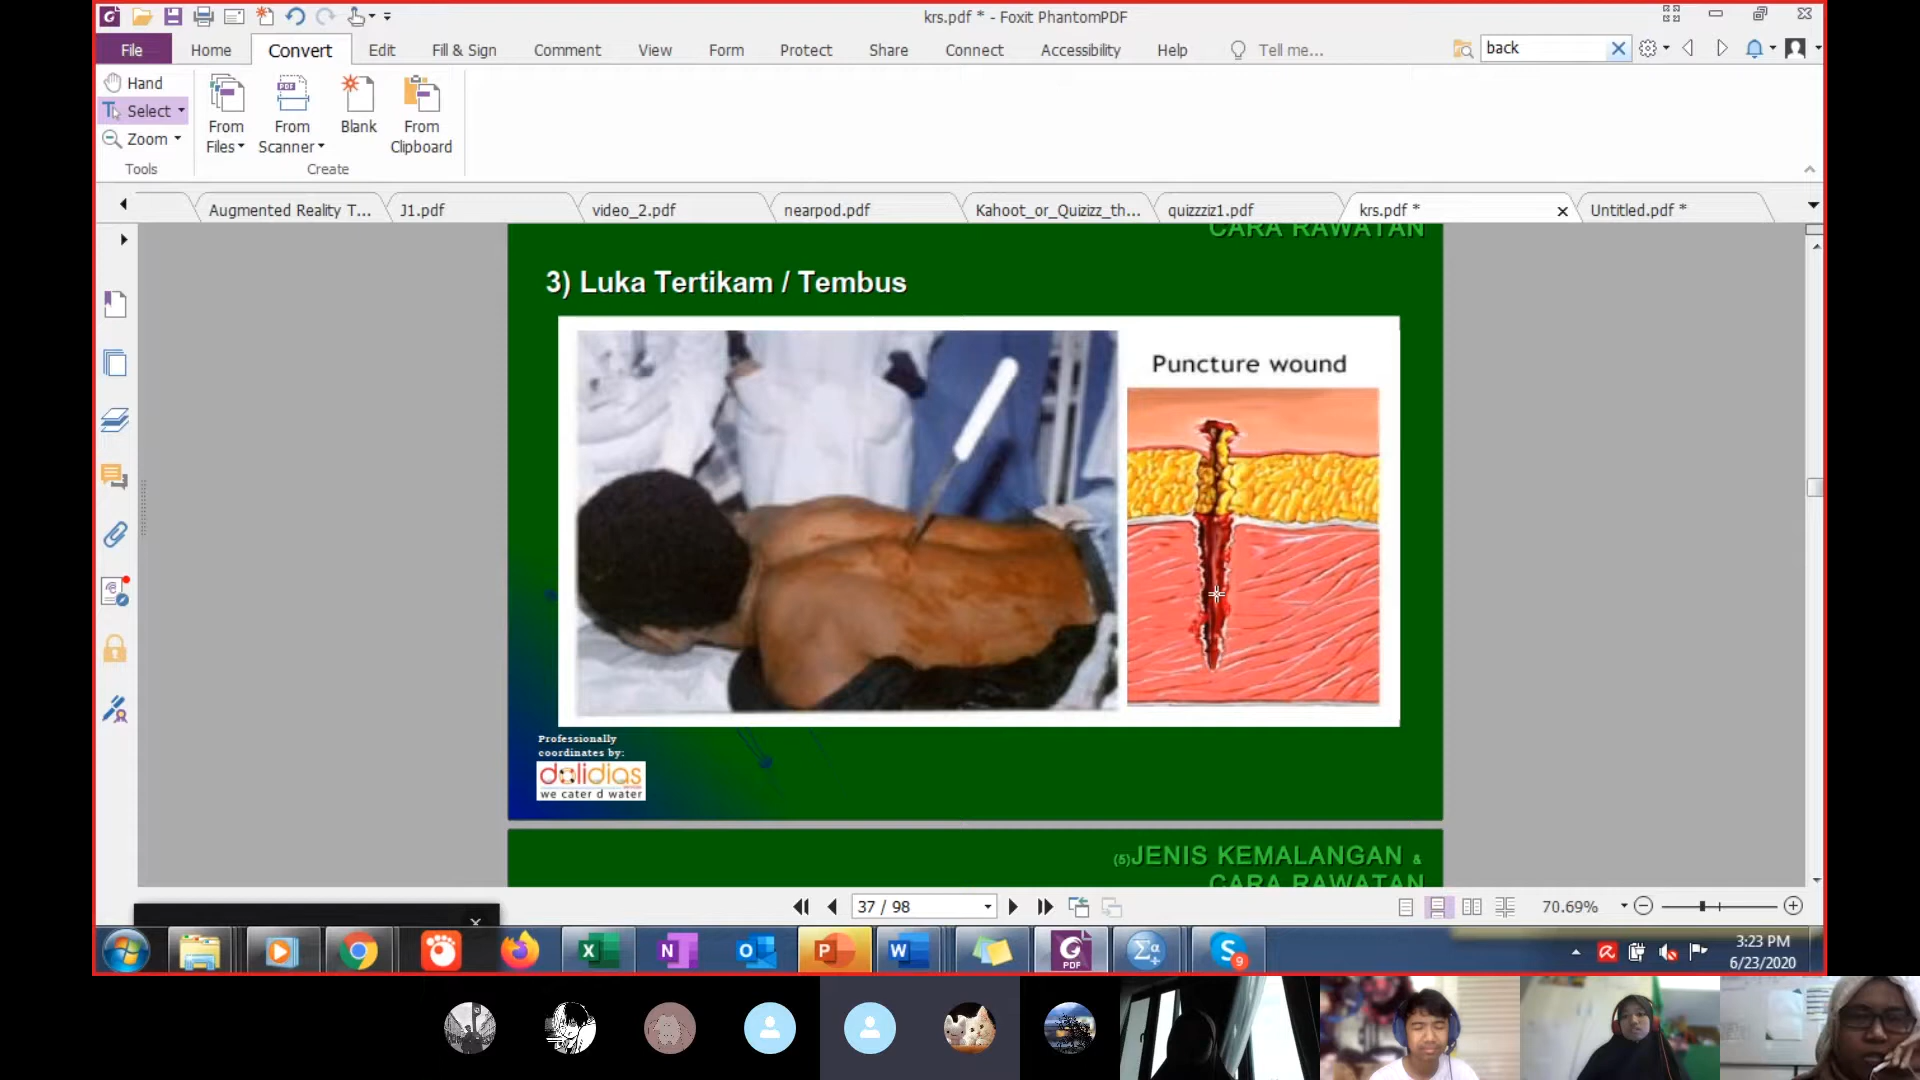 krs.pdf * - Foxit PhantomPDF
File Home Convert Edit Fill & Sign Comment View Form Protect Share Connect Accessibility Help Tell me... back
Hand
Select
Zoom
Tools
From Files
From Scanner
Blank
From Clipboard
Create
Augmented Reality T... J1.pdf video_2.pdf nearpod.pdf Kahoot_or_Quizizz_th... quizzziz1.pdf krs.pdf * Untitled.pdf *
CARA RAWATAN
3) Luka Tertikam / Tembus
Puncture wound
Professionally
coordinates by:
dolidias
we cater d water
(5)JENIS KEMALANGAN &
CARA RAWATAN
37 / 98
70.69%
3:23 PM
6/23/2020
PDF
9